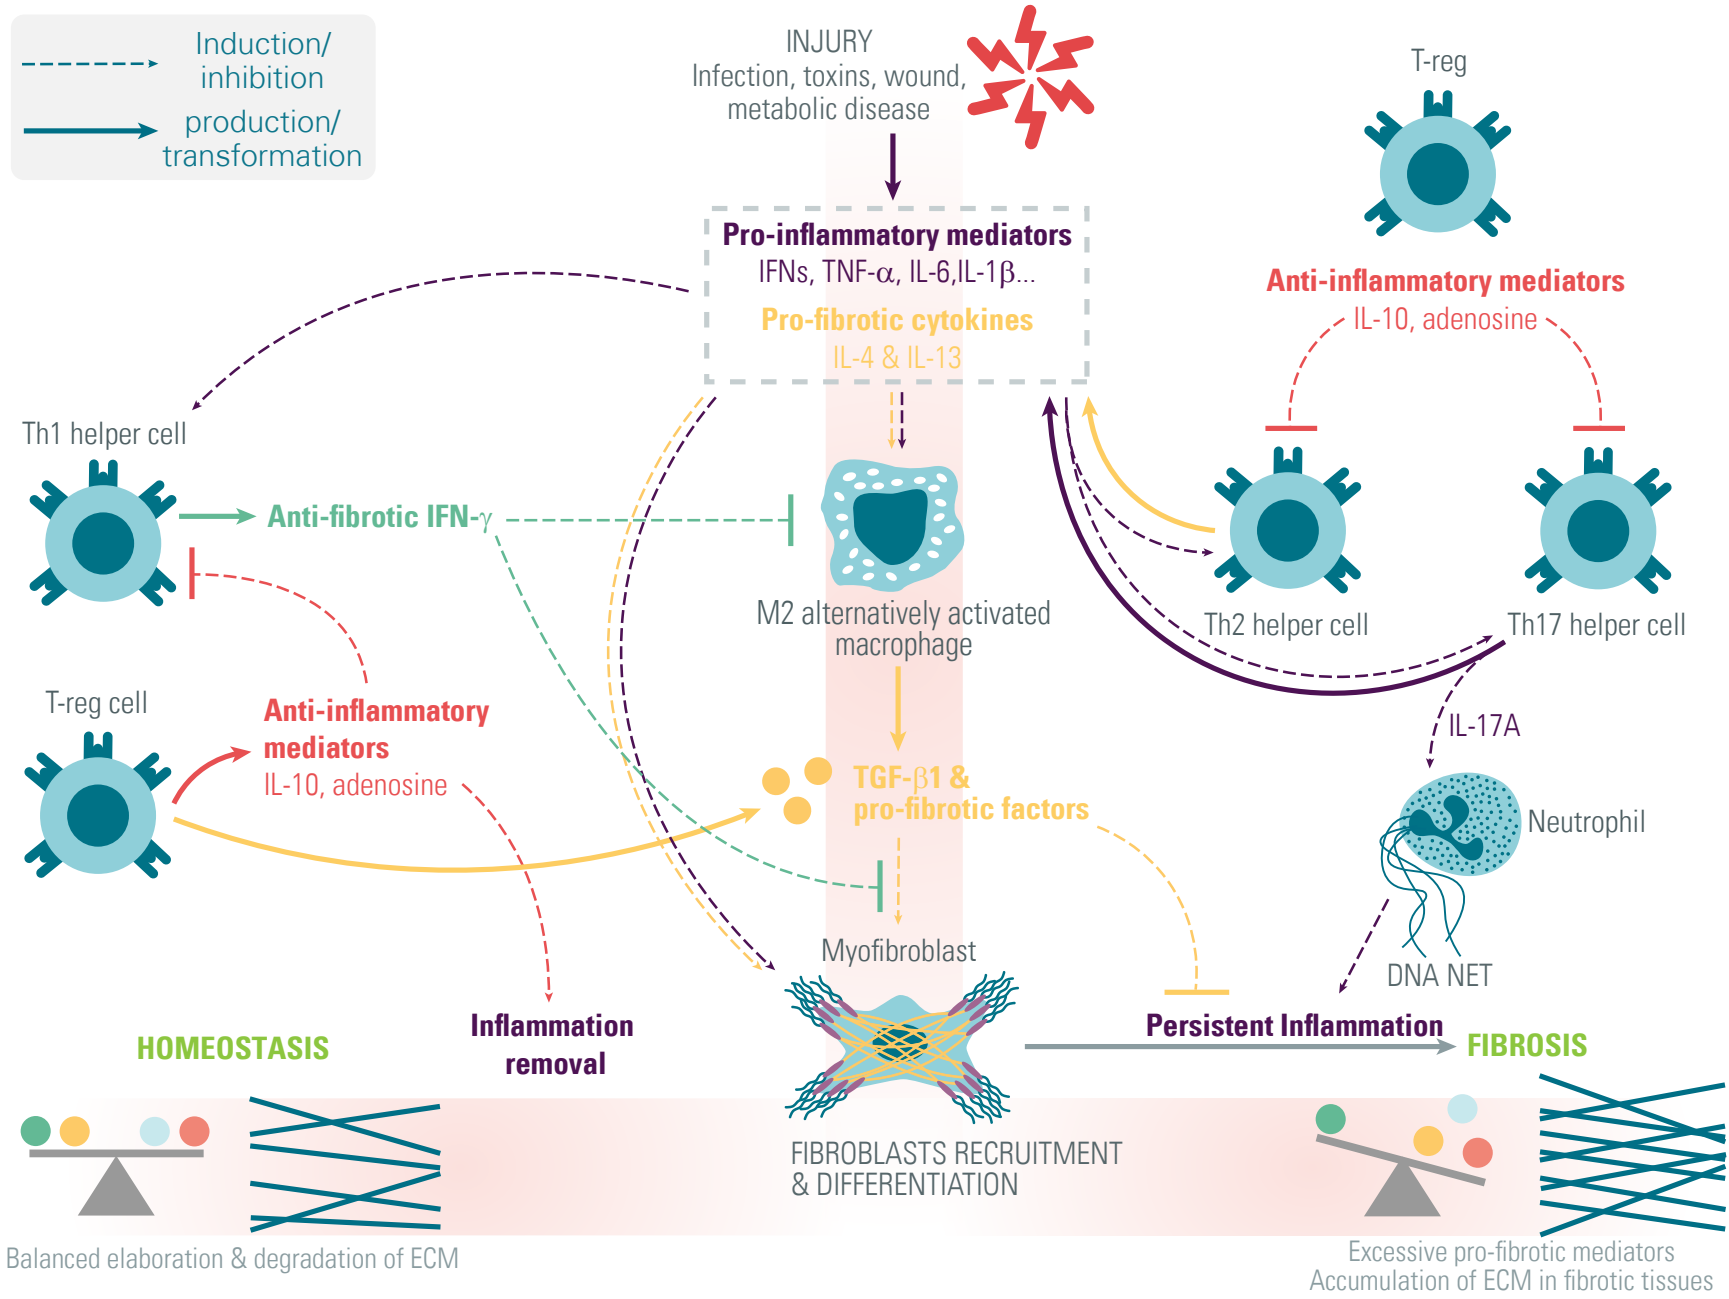 Induction/
inhibition
production/
transformation
INJURY
Infection, toxins, wound,
metabolic disease
T-reg
Pro-inflammatory mediators
IFNs, TNF-α, IL-6,IL-1β...
Pro-fibrotic cytokines
IL-4 & IL-13
Anti-inflammatory mediators
IL-10, adenosine
Th1 helper cell
Anti-fibrotic IFN-γ
M2 alternatively activated
macrophage
Th2 helper cell
Th17 helper cell
T-reg cell
Anti-inflammatory
mediators
IL-10, adenosine
IL-17A
TGF-β1 &
pro-fibrotic factors
Neutrophil
Myofibroblast
DNA NET
HOMEOSTASIS
Inflammation
removal
Persistent Inflammation
FIBROSIS
FIBROBLASTS RECRUITMENT
& DIFFERENTIATION
Balanced elaboration & degradation of ECM
Excessive pro-fibrotic mediators
Accumulation of ECM in fibrotic tissues